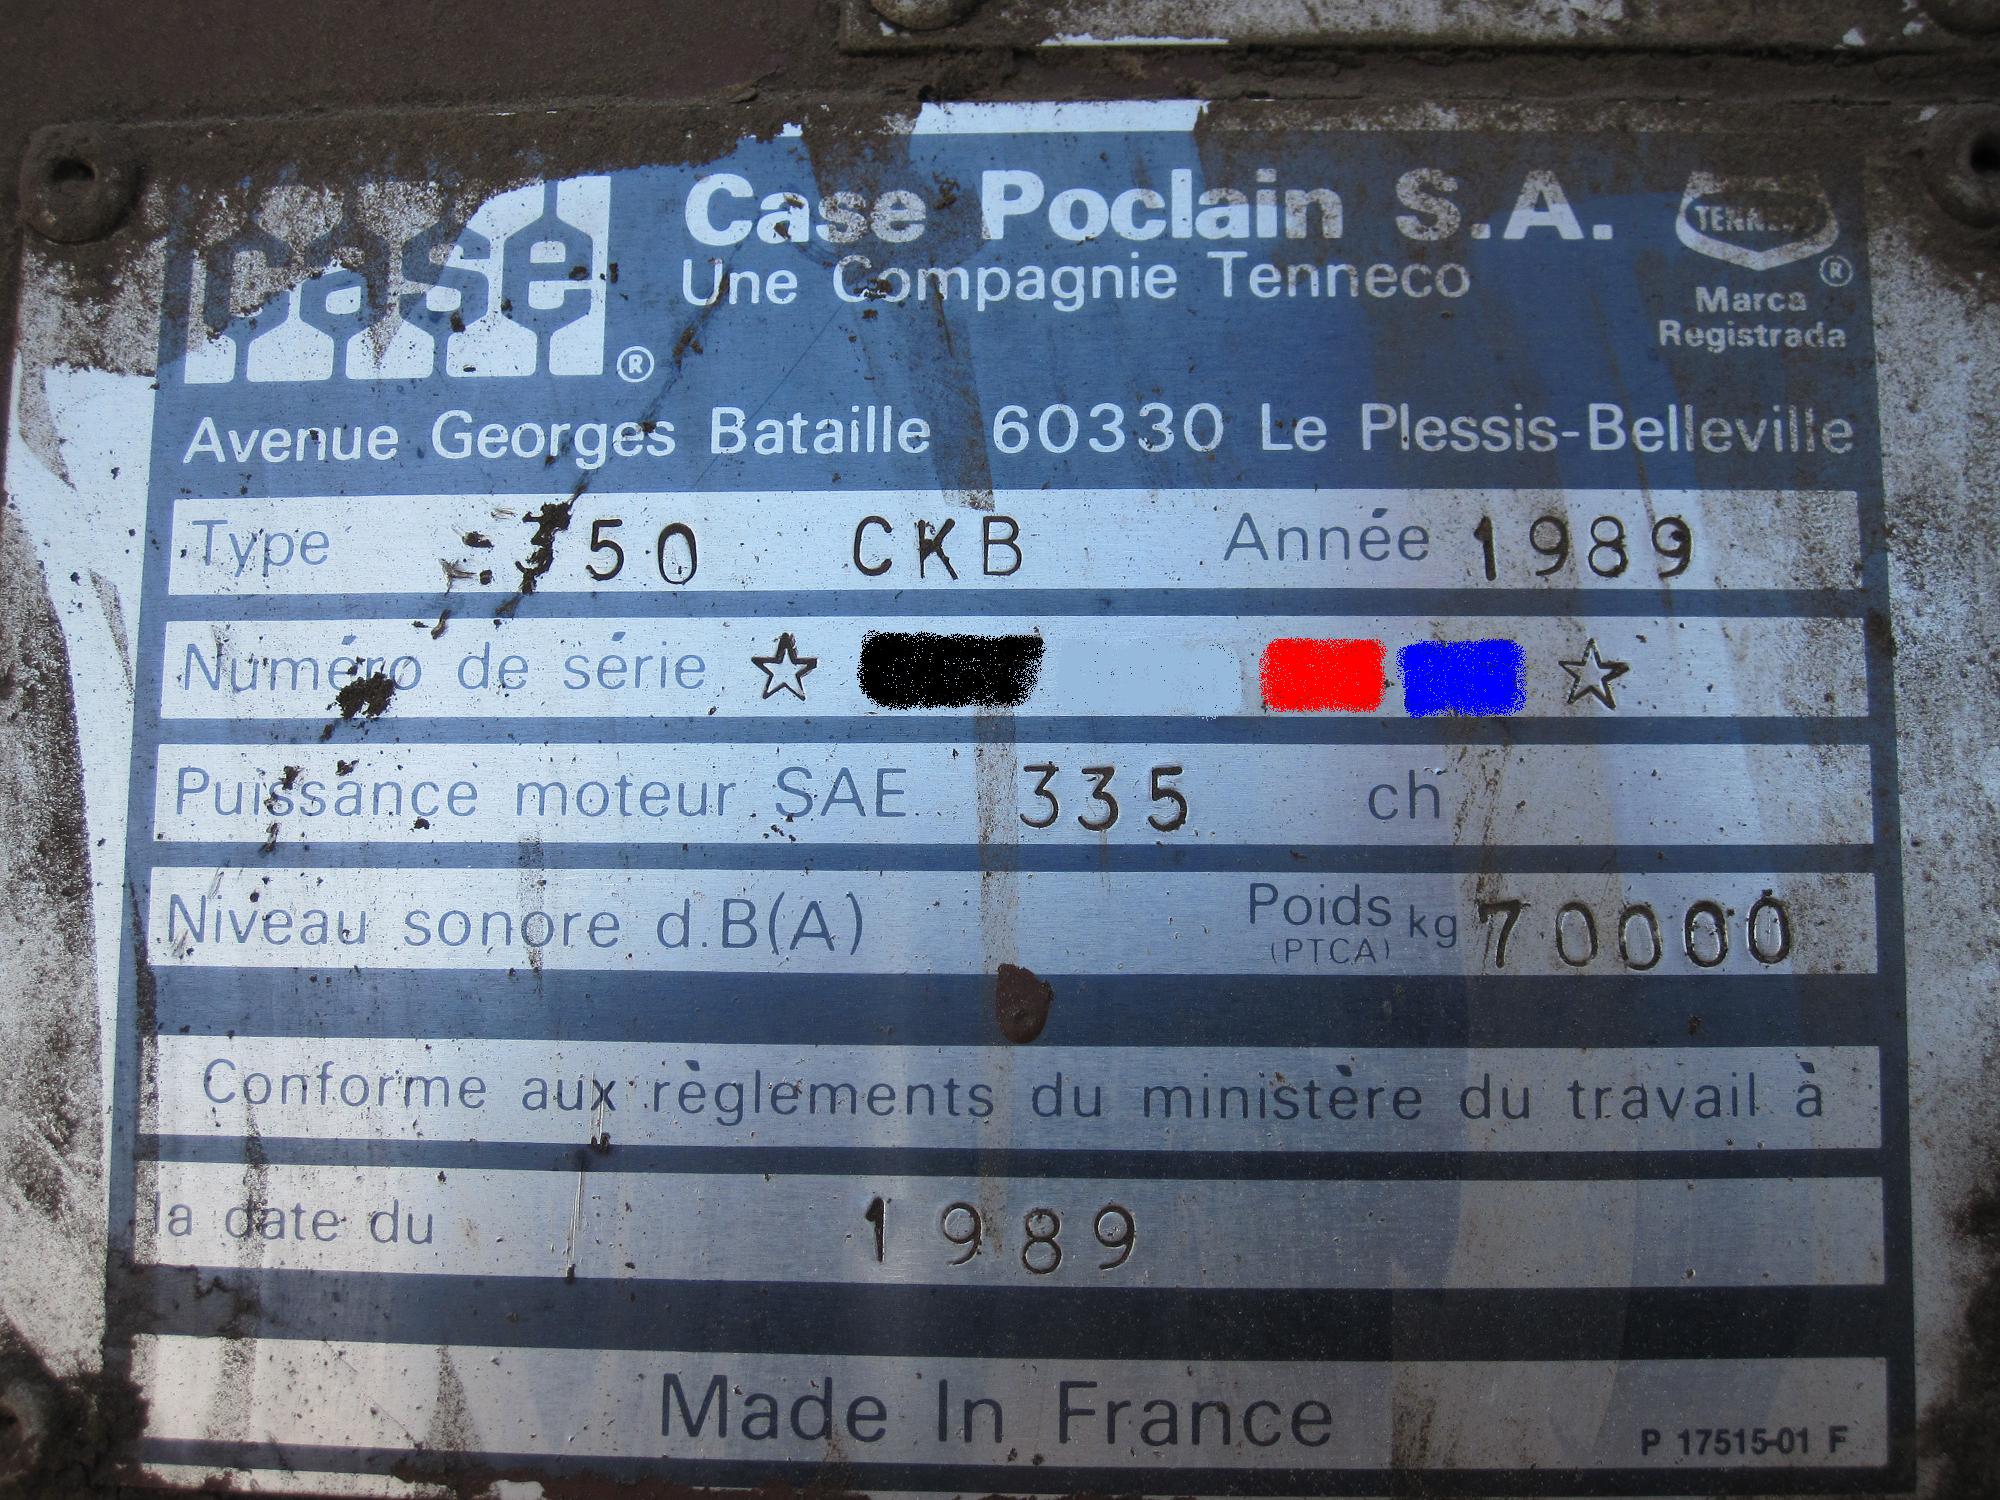 case ®
Case Poclain S.A.
Une Compagnie Tenneco
TENNECO ®
Marca
Registrada
Avenue Georges Bataille 60330 Le Plessis-Belleville
Type 50 CKB Année 1989
Numéro de série ☆ ☆
Puissance moteur SAE 335 ch
Niveau sonore d.B(A) Poids (PTCA) kg 70000
Conforme aux règlements du ministère du travail à
la date du 1989
Made In France
P 17515-01 F